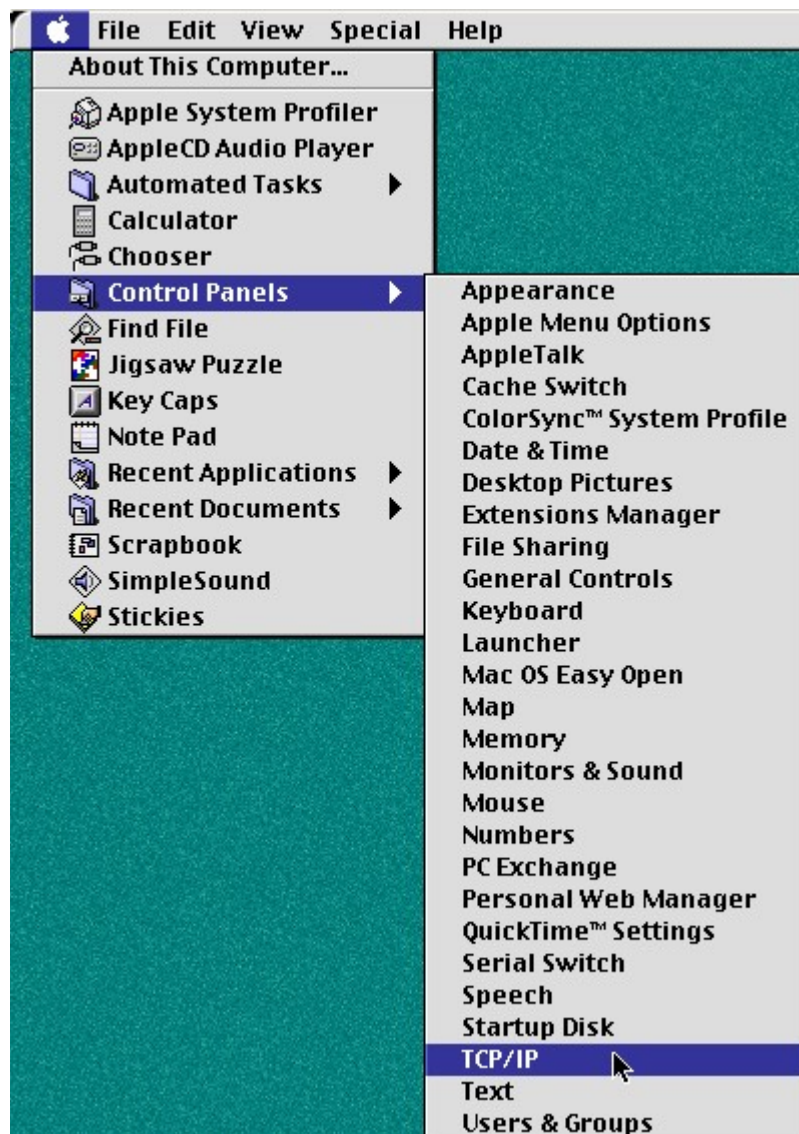 File Edit View Special Help
About This Computer...
Apple System Profiler
AppleCD Audio Player
Automated Tasks
Calculator
Chooser
Control Panels
Find File
Jigsaw Puzzle
Key Caps
Note Pad
Recent Applications
Recent Documents
Scrapbook
SimpleSound
Stickies
Appearance
Apple Menu Options
AppleTalk
Cache Switch
ColorSync™ System Profile
Date & Time
Desktop Pictures
Extensions Manager
File Sharing
General Controls
Keyboard
Launcher
Mac OS Easy Open
Map
Memory
Monitors & Sound
Mouse
Numbers
PC Exchange
Personal Web Manager
QuickTime™ Settings
Serial Switch
Speech
Startup Disk
TCP/IP
Text
Users & Groups